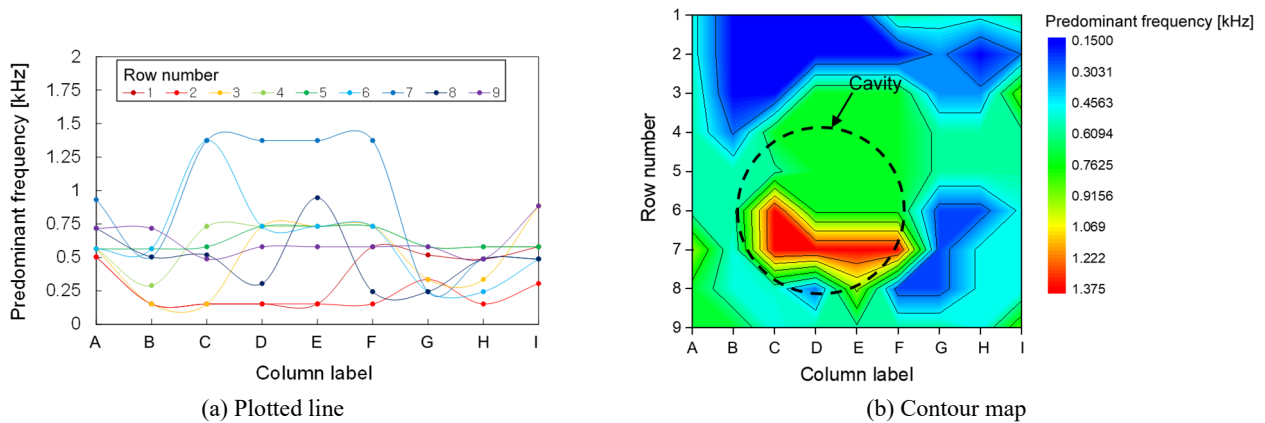 Predominant frequency [kHz]
2
1.75
1.5
1.25
1
0.75
0.5
0.25
0
Row number
1 2 3 4 5 6 7 8 9
A B C D E F G H I
Column label
(a) Plotted line
Row number
1
2
3
4
5
6
7
8
9
Cavity
A B C D E F G H I
Column label
Predominant frequency [kHz]
0.1500
0.3031
0.4563
0.6094
0.7625
0.9156
1.069
1.222
1.375
(b) Contour map